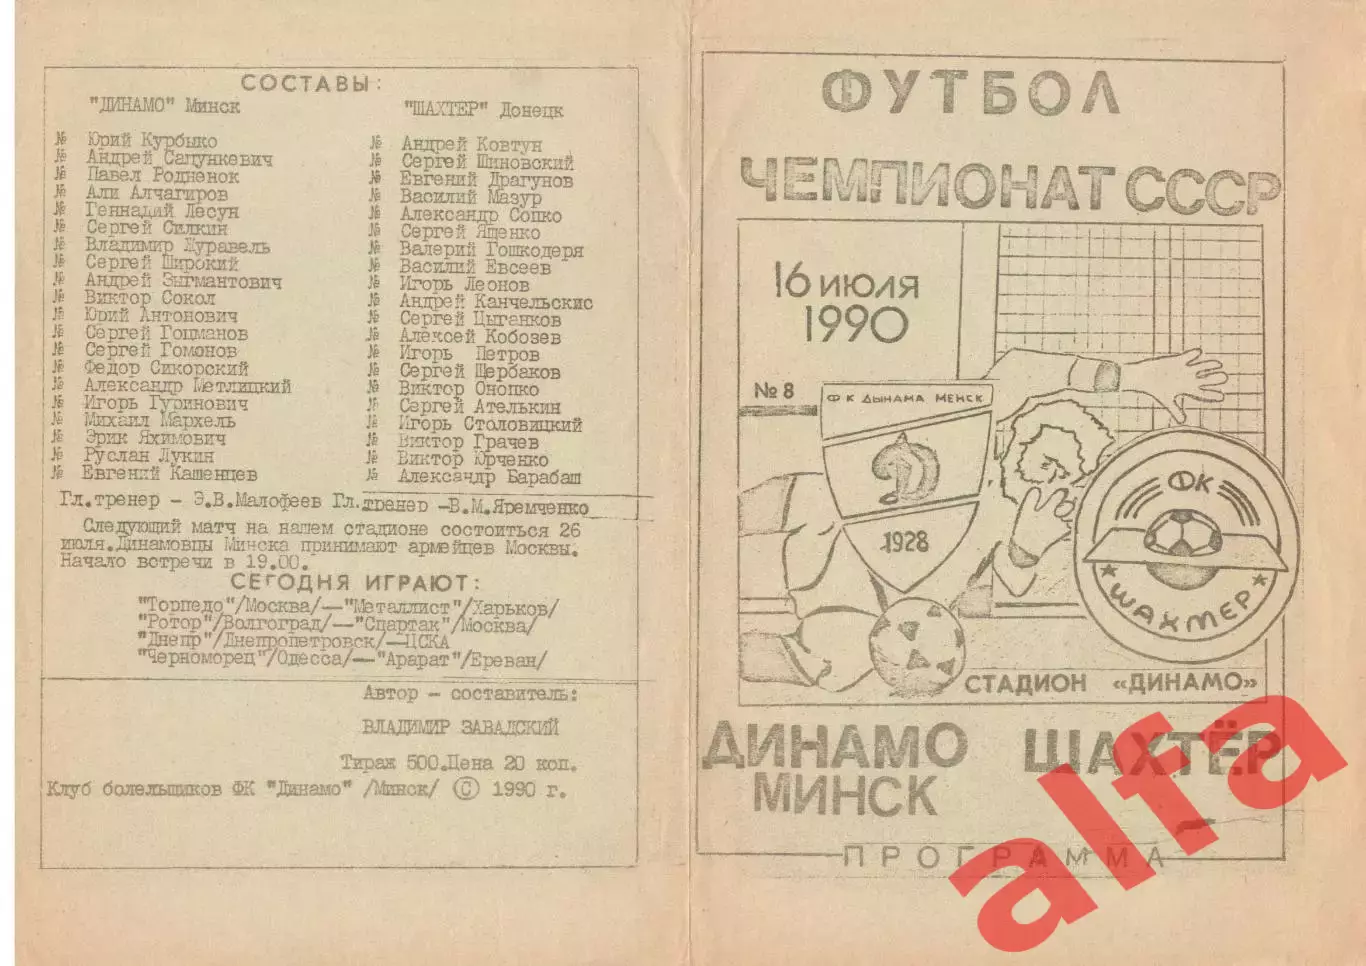 СОСТАВЫ:
"ДИНАМО" Минск
"ШАХТЕР" Донецк
№ Юрий Курбыко
№ Андрей Сацункевич
№ Павел Родненок
№ Али Алчагиров
№ Геннадий Лесун
№ Сергей Силкин
№ Владимир Журавель
№ Сергей Широкий
№ Андрей Зыгмантович
№ Виктор Сокол
№ Юрий Антонович
№ Сергей Гоцманов
№ Сергей Гомонов
№ Федор Сикорский
№ Александр Метлицкий
№ Игорь Гуринович
№ Михаил Мархель
№ Эрик Яхимович
№ Руслан Лукин
№ Евгений Кашенцев
№ Андрей Ковтун
№ Сергей Шиновский
№ Евгений Драгунов
№ Василий Мазур
№ Александр Сопко
№ Сергей Ященко
№ Валерий Гошкодеря
№ Василий Евсеев
№ Игорь Леонов
№ Андрей Канчельскис
№ Сергей Цыганков
№ Алексей Кобозев
№ Игорь Петров
№ Сергей Щербаков
№ Виктор Онопко
№ Сергей Ателькин
№ Игорь Столовицкий
№ Виктор Грачев
№ Виктор Юрченко
№ Александр Барабаш
Гл.тренер - Э.В.Малофеев Гл.тренер -В.М.Яремченко
Следующий матч на нашем стадионе состоиться 26
июля.Динамовцы Минска принимают армейцев Москвы.
Начало встречи в 19.00.
СЕГОДНЯ ИГРАЮТ:
"Торпедо"/Москва/—"Металлист"/Харьков/
"Ротор"/Волгоград/—"Спартак"/Москва/
"Днепр"/Днепропетровск/—ЦСКА
"Черноморец"/Одесса/—"Арарат"/Ереван/
Автор - составитель:
ВЛАДИМИР ЗАВАДСКИЙ
Тираж 500.Цена 20 коп.
Клуб болельщиков ФК "Динамо" /Минск/ © 1990 г.
ФУТБОЛ
ЧЕМПИОНАТ СССР
16 ИЮЛЯ
1990
№ 8
ФК ДЫНАМА МЕНСК
Д
1928
ФК
ШАХТЕР
СТАДИОН «ДИНАМО»
ДИНАМО ШАХТЁР
МИНСК
ПРОГРАММА
alfa